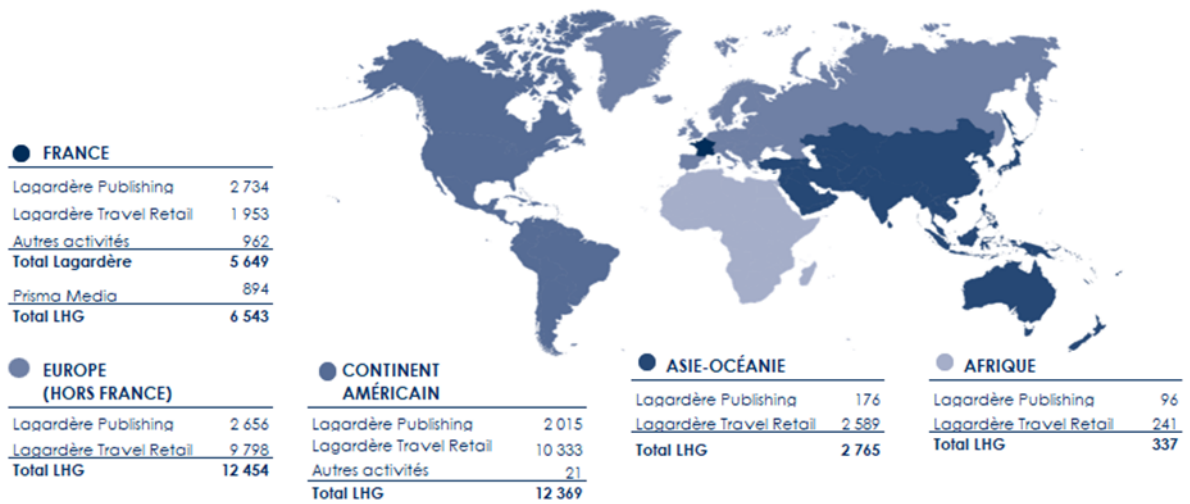 FRANCE
Lagardère Publishing 2 734
Lagardère Travel Retail 1 953
Autres activités 962
Total Lagardère 5 649
Prisma Media 894
Total LHG 6 543
EUROPE
(HORS FRANCE)
Lagardère Publishing 2 656
Lagardère Travel Retail 9 798
Total LHG 12 454
CONTINENT
AMÉRICAIN
Lagardère Publishing 2 015
Lagardère Travel Retail 10 333
Autres activités 21
Total LHG 12 369
ASIE-OCÉANIE
Lagardère Publishing 176
Lagardère Travel Retail 2 589
Total LHG 2 765
AFRIQUE
Lagardère Publishing 96
Lagardère Travel Retail 241
Total LHG 337